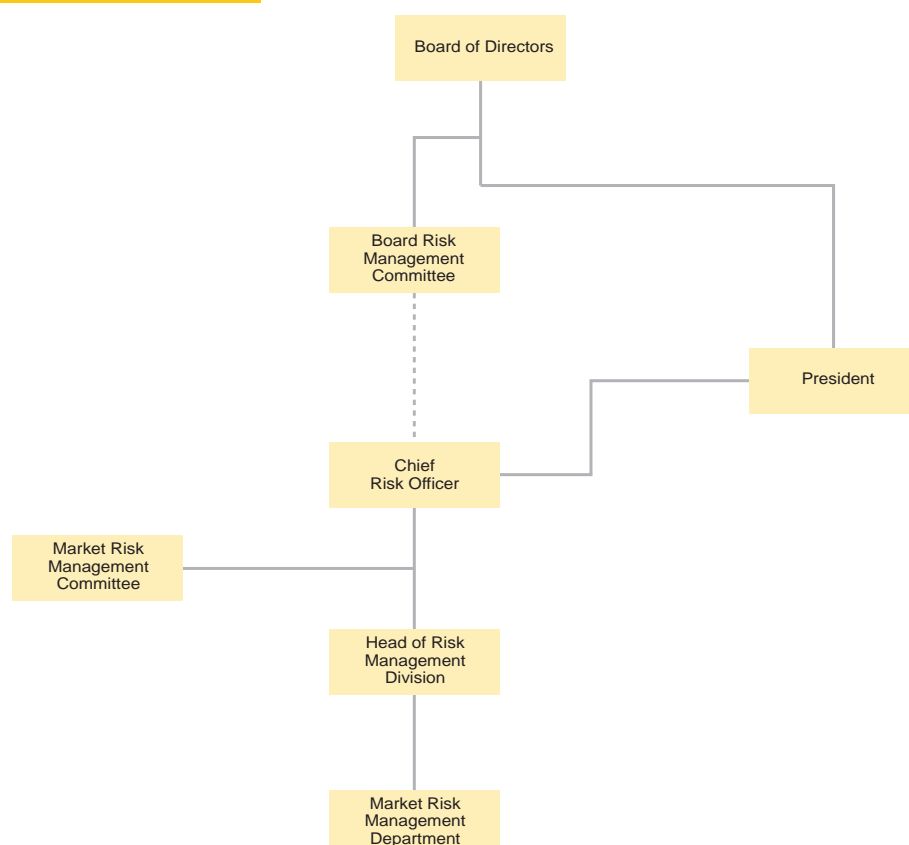 Board of Directors
Board Risk
Management
Committee
President
Chief
Risk Officer
Market Risk
Management
Committee
Head of Risk
Management
Division
Market Risk
Management
Department